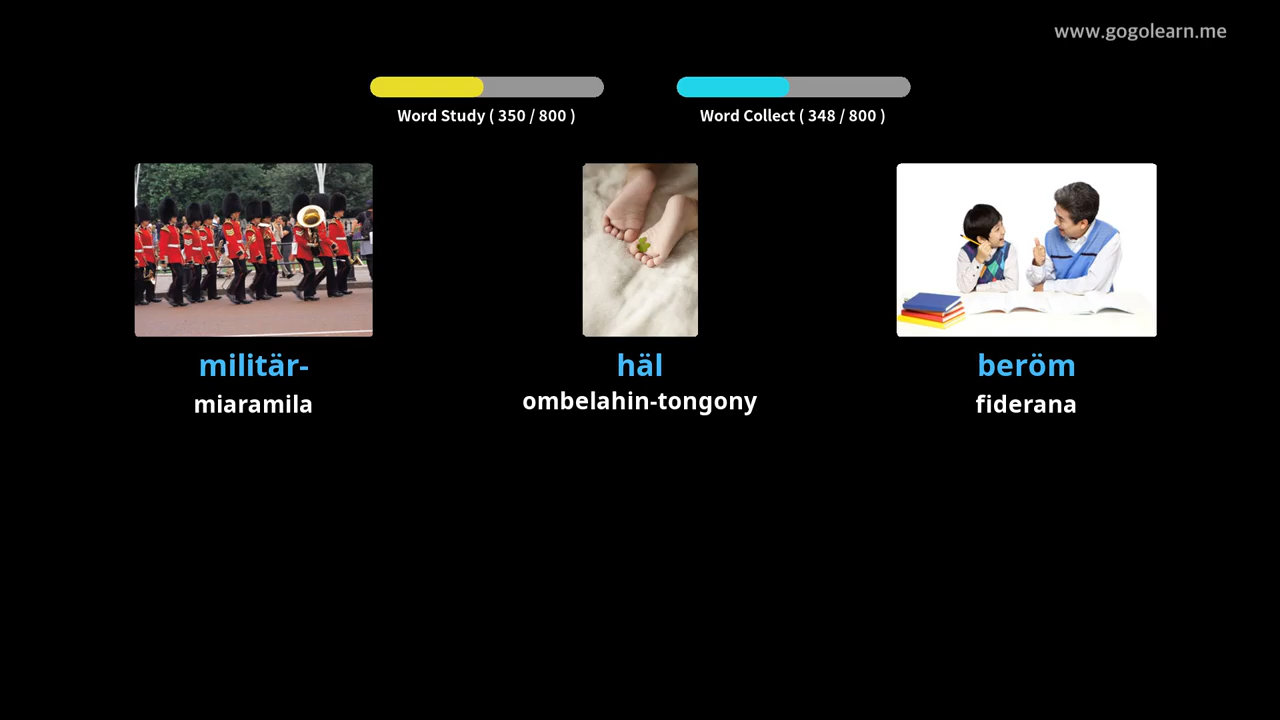 www.gogolearn.me
Word Study ( 350 / 800 )
Word Collect ( 348 / 800 )
militär-
miaramila
häl
ombelahin-tongony
beröm
fiderana